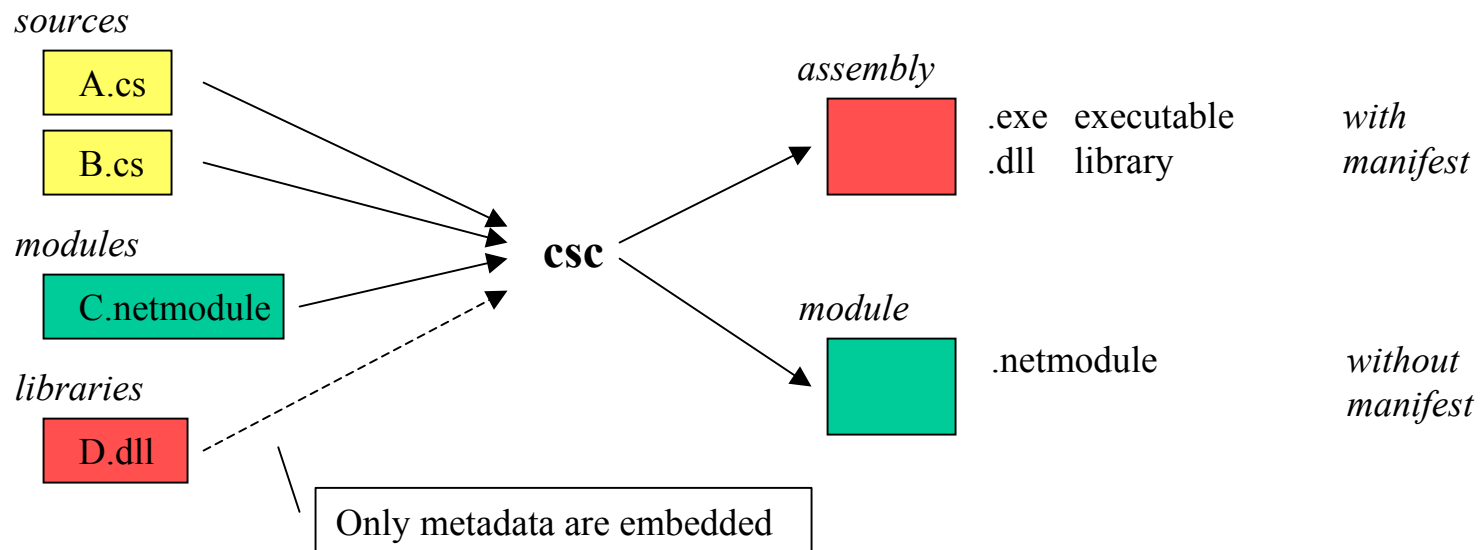 sources
A.cs
B.cs
modules
C.netmodule
libraries
D.dll
Only metadata are embedded
csc
assembly
.exe executable with
.dll library manifest
module
.netmodule without
manifest